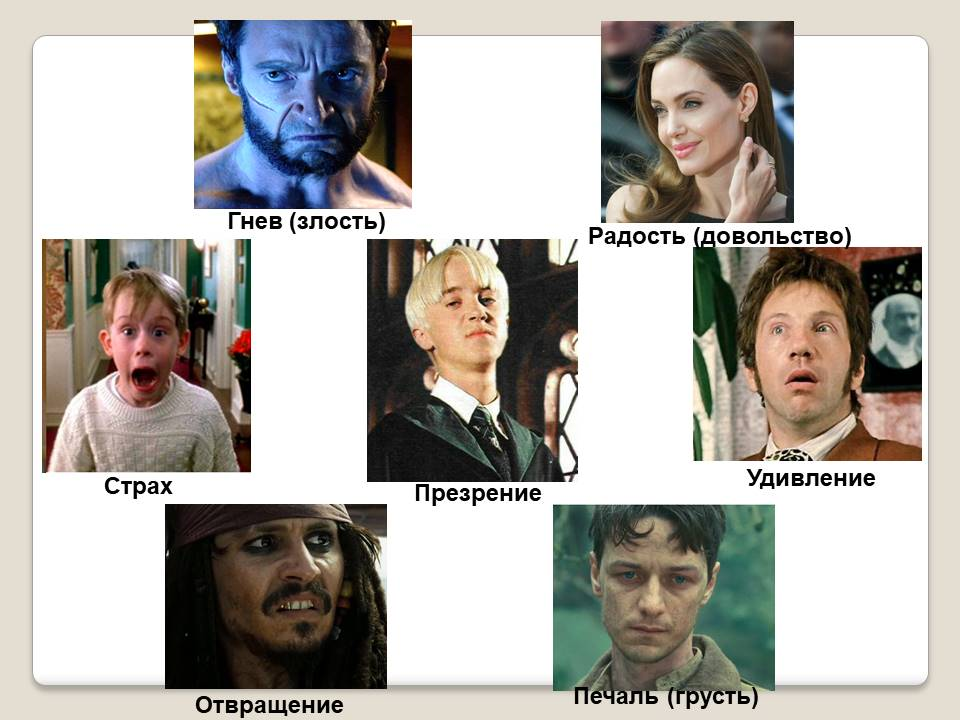 Гнев (злость)
Радость (довольство)
Страх
Презрение
Удивление
Отвращение
Печаль (грусть)